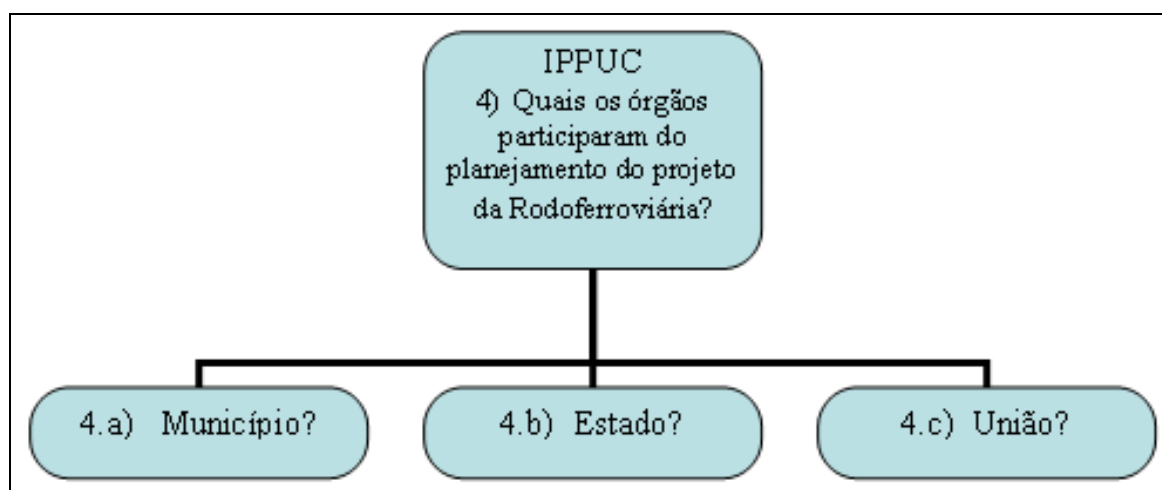 IPPUC
4) Quais os órgãos
participaram do
planejamento do projeto
da Rodoferroviária?
4.a) Município?
4.b) Estado?
4.c) União?